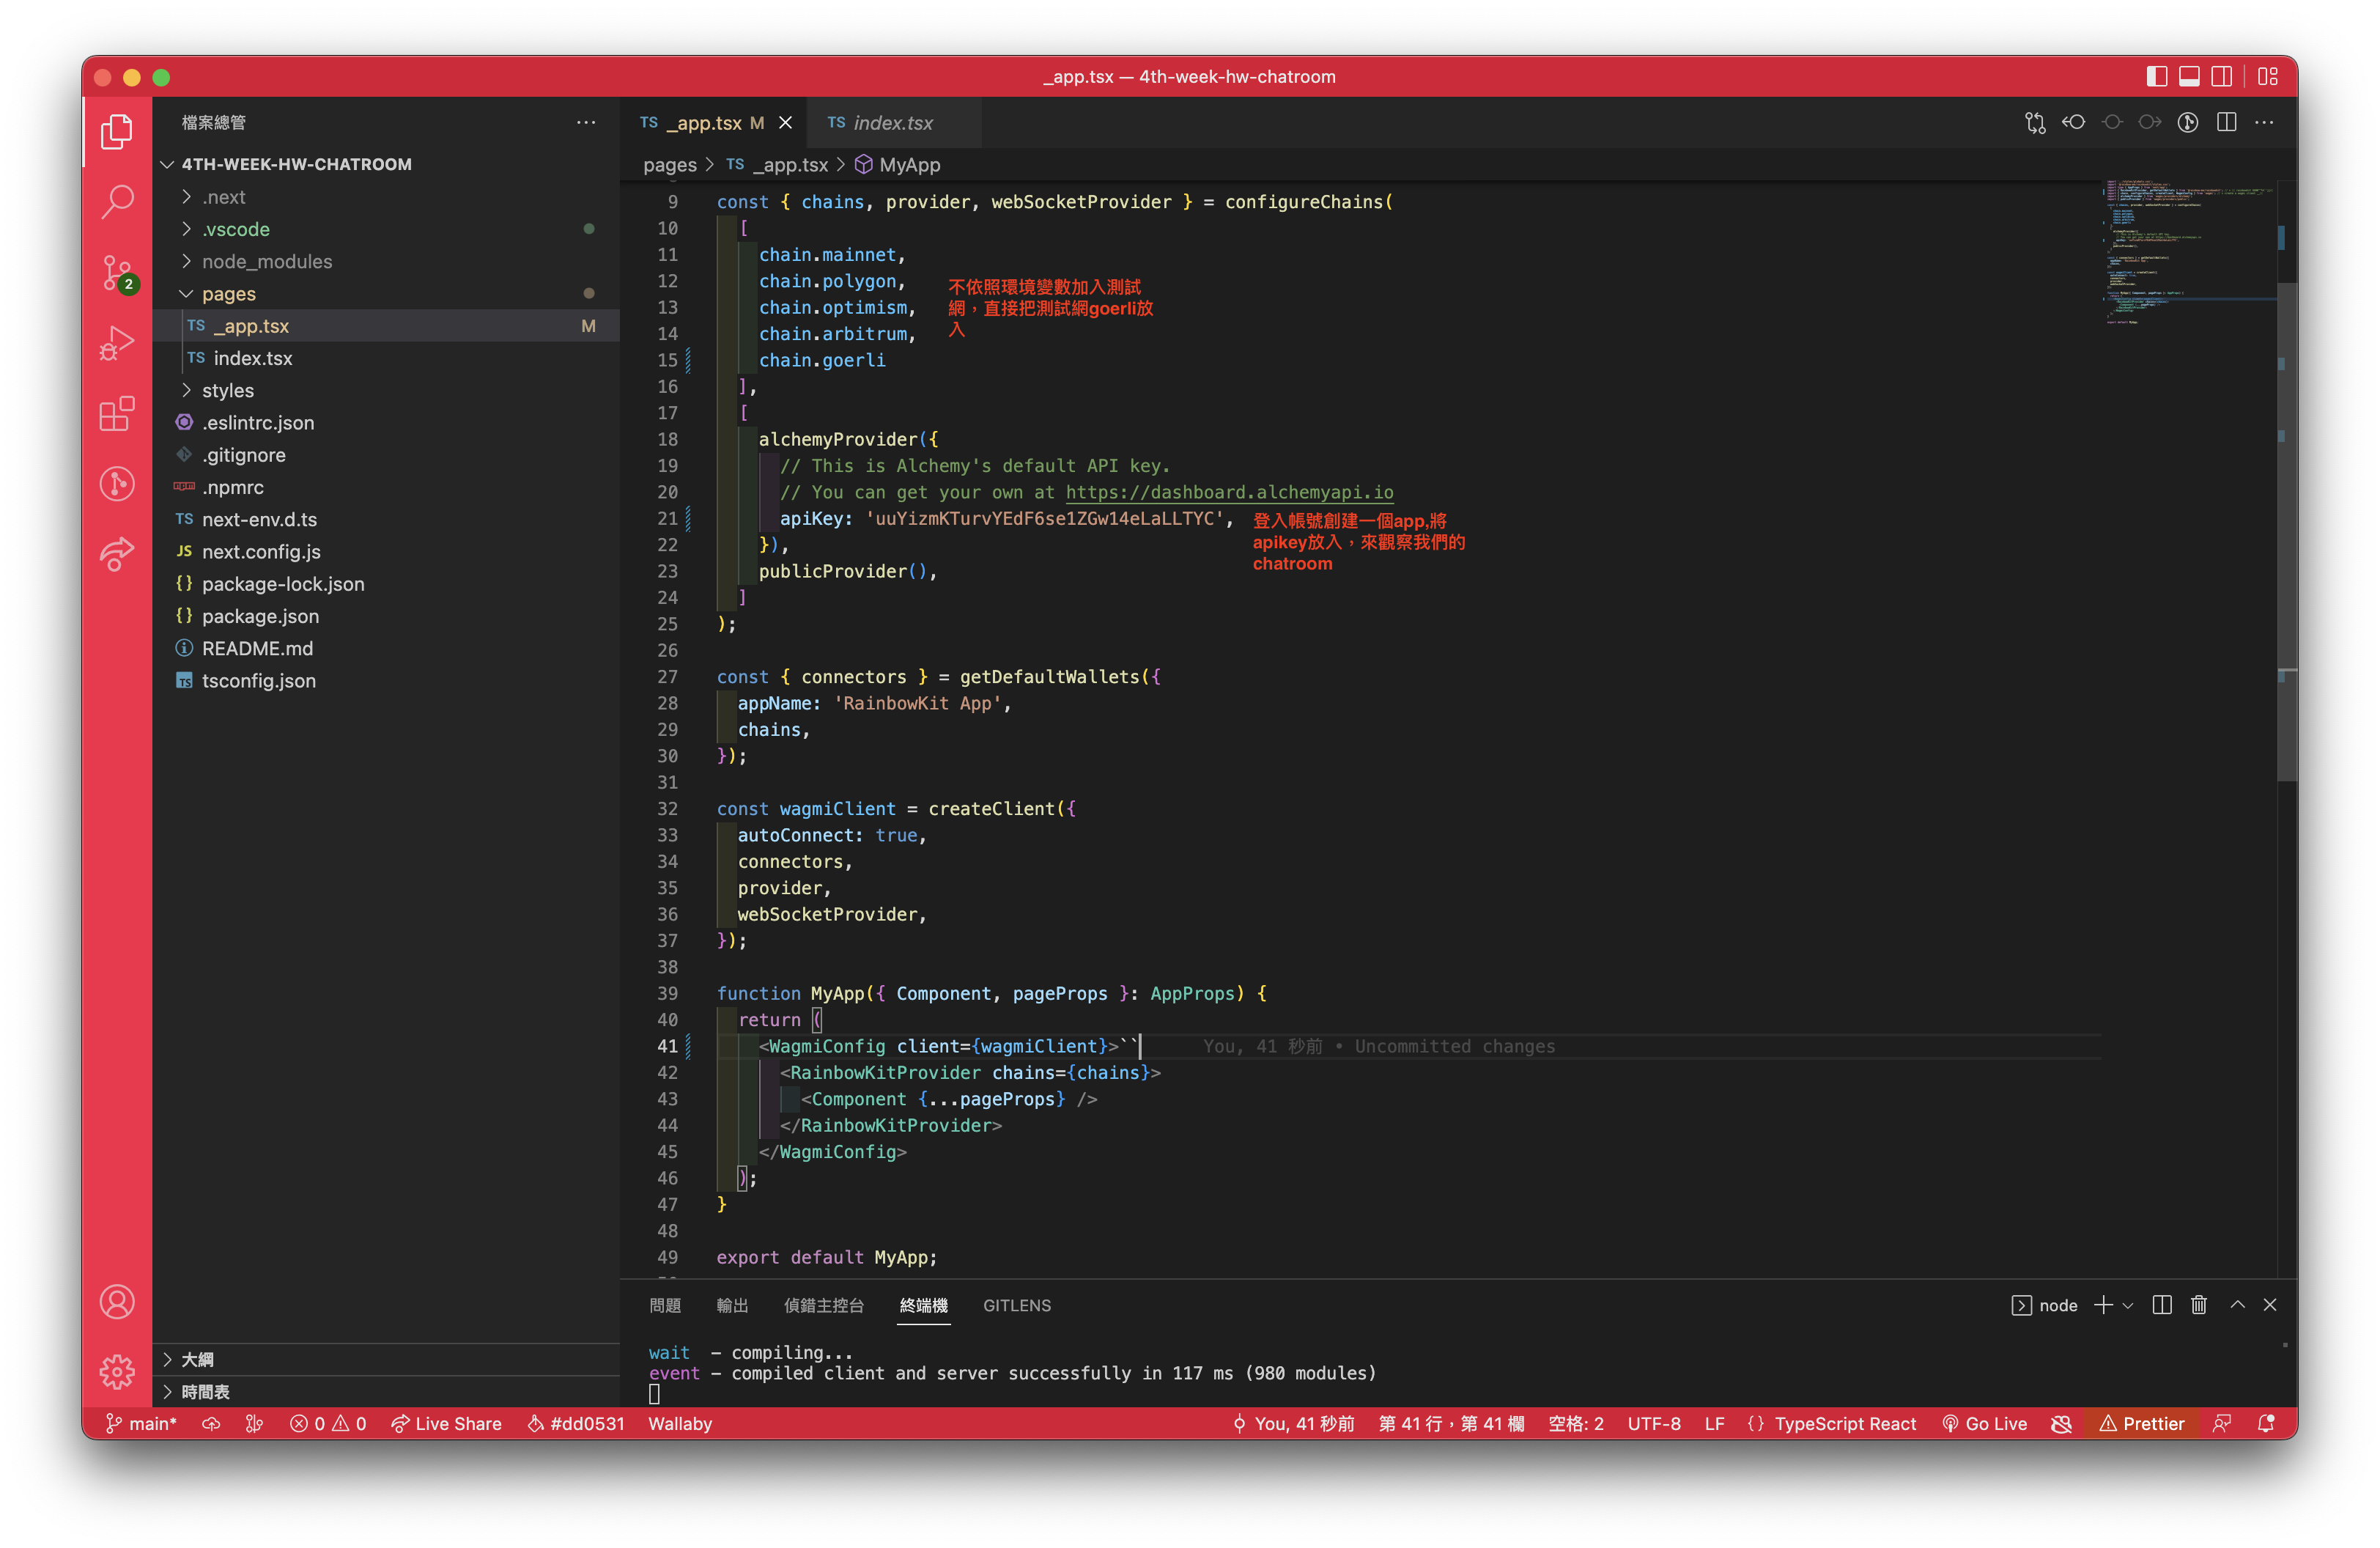 _app.tsx — 4th-week-hw-chatroom
檔案總管
4TH-WEEK-HW-CHATROOM
.next
.vscode
node_modules
pages
TS _app.tsx M
TS index.tsx
styles
.eslintrc.json
.gitignore
.npmrc
TS next-env.d.ts
JS next.config.js
{} package-lock.json
{} package.json
README.md
TS tsconfig.json
大綱
時間表
2
TS _app.tsx M
TS index.tsx
pages > TS _app.tsx > MyApp
9 const { chains, provider, webSocketProvider } = configureChains(
10 [
11 chain.mainnet,
12 chain.polygon,
13 chain.optimism,
14 chain.arbitrum,
15 chain.goerli
16 ],
17 [
18 alchemyProvider({
19 // This is Alchemy's default API key.
20 // You can get your own at https://dashboard.alchemyapi.io
21 apiKey: 'uuYizmKTurvYEdF6se1ZGw14eLaLLTYC',
22 }),
23 publicProvider(),
24 ]
25 );
26
27 const { connectors } = getDefaultWallets({
28 appName: 'RainbowKit App',
29 chains,
30 });
31
32 const wagmiClient = createClient({
33 autoConnect: true,
34 connectors,
35 provider,
36 webSocketProvider,
37 });
38
39 function MyApp({ Component, pageProps }: AppProps) {
40 return (
41 <WagmiConfig client={wagmiClient}>`` You, 41 秒前 • Uncommitted changes
42 <RainbowKitProvider chains={chains}>
43 <Component {...pageProps} />
44 </RainbowKitProvider>
45 </WagmiConfig>
46 );
47 }
48
49 export default MyApp;
不依照環境變數加入測試
網，直接把測試網goerli放
入
登入帳號創建一個app,將
apikey放入，來觀察我們的
chatroom
問題 輸出 偵錯主控台 終端機 GITLENS
node
wait – compiling...
event – compiled client and server successfully in 117 ms (980 modules)
main* 0 0 Live Share #dd0531 Wallaby
You, 41 秒前 第 41 行，第 41 欄 空格: 2 UTF-8 LF {} TypeScript React Go Live Prettier